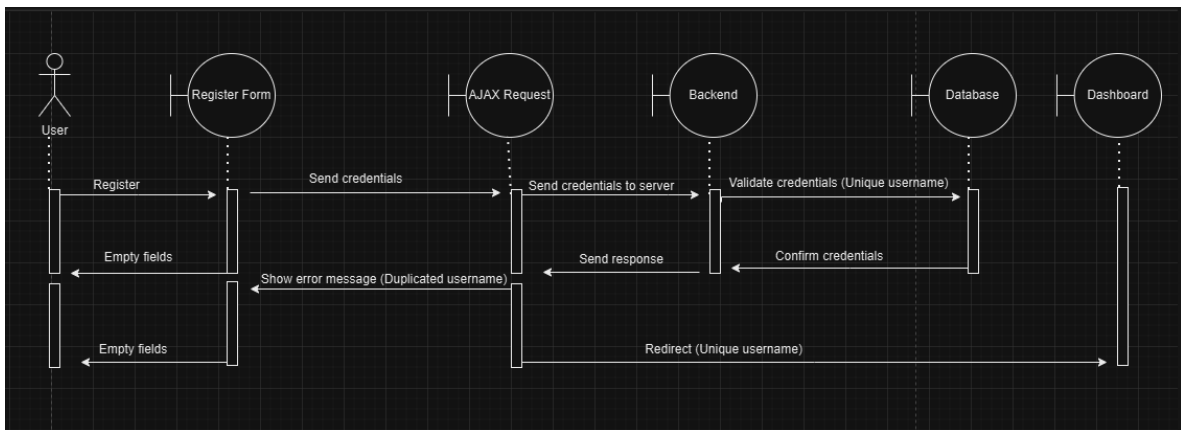 Register Form
AJAX Request
Backend
Database
Dashboard
User
Register
Send credentials
Send credentials to server
Validate credentials (Unique username)
Empty fields
Send response
Confirm credentials
Show error message (Duplicated username)
Empty fields
Redirect (Unique username)